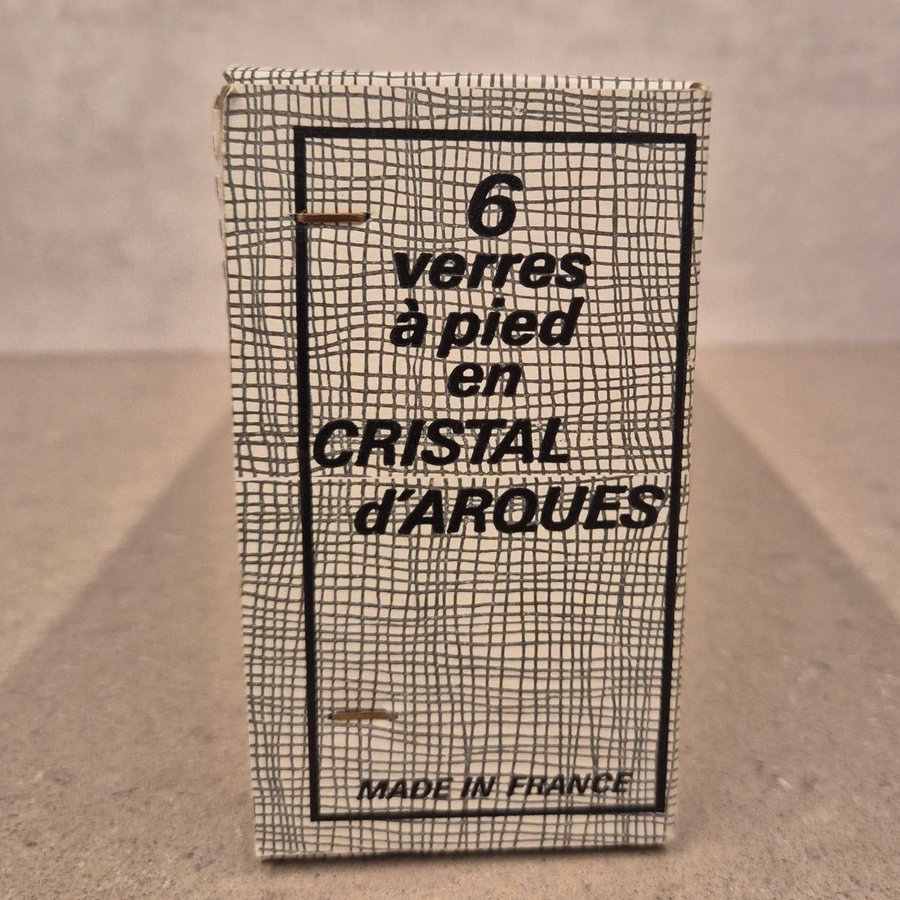 6
verres
à pied
en
CRISTAL
d'ARQUES
MADE IN FRANCE